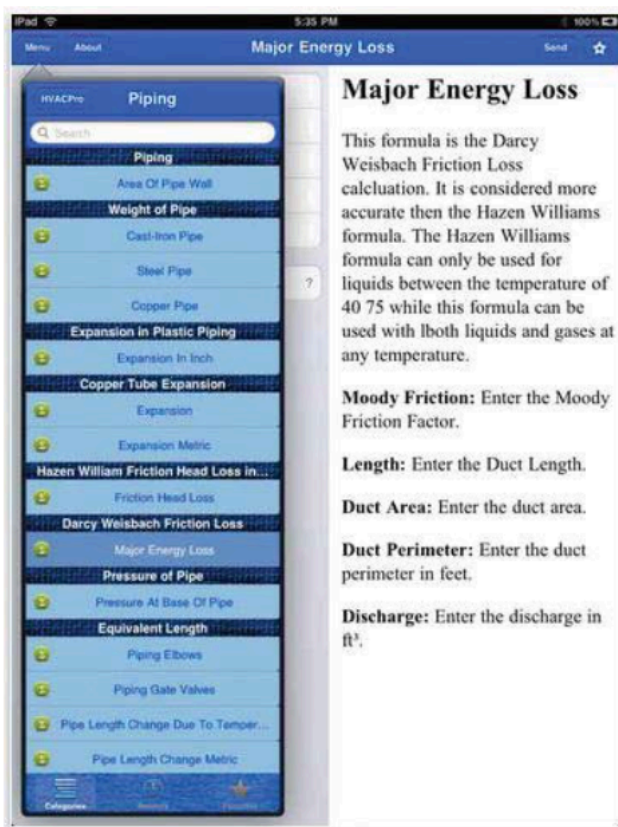 iPad
5:35 PM
100%
Menu
About
Major Energy Loss
Send
HVACPro
Piping
Search
Piping
Area Of Pipe Wall
Weight of Pipe
Cast-Iron Pipe
Steel Pipe
Copper Pipe
Expansion in Plastic Piping
Expansion In Inch
Copper Tube Expansion
Expansion
Expansion Metric
Hazen William Friction Head Loss in...
Friction Head Loss
Darcy Weisbach Friction Loss
Major Energy Loss
Pressure of Pipe
Pressure At Base Of Pipe
Equivalent Length
Piping Elbows
Piping Gate Valves
Pipe Length Change Due To Temper...
Pipe Length Change Metric
Categories
?
Major Energy Loss
This formula is the Darcy
Weisbach Friction Loss
calcluation. It is considered more
accurate then the Hazen Williams
formula. The Hazen Williams
formula can only be used for
liquids between the temperature of
40 75 while this formula can be
used with lboth liquids and gases at
any temperature.
Moody Friction: Enter the Moody
Friction Factor.
Length: Enter the Duct Length.
Duct Area: Enter the duct area.
Duct Perimeter: Enter the duct
perimeter in feet.
Discharge: Enter the discharge in
ft³.